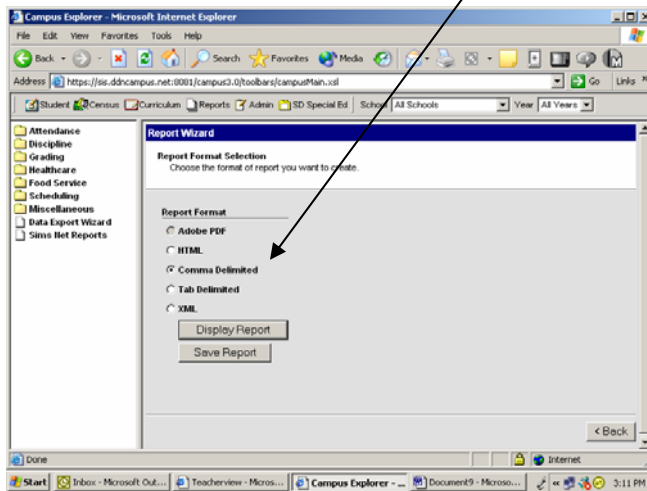 Campus Explorer - Microsoft Internet Explorer
File Edit View Favorites Tools Help
Back Search Favorites Media
Address https://sis.ddncampus.net:8081/campus3.0/toolbars/campusMain.xsl Go Links »
Student Census Curriculum Reports Admin SD Special Ed School All Schools Year All Years
Attendance
Discipline
Grading
Healthcare
Food Service
Scheduling
Miscellaneous
Data Export Wizard
Sims Net Reports
Report Wizard
Report Format Selection
Choose the format of report you want to create.
Report Format
Adobe PDF
HTML
Comma Delimited
Tab Delimited
XML
Display Report
Save Report
< Back
Done Internet
Start Inbox - Microsoft Out... Teacherview - Micros... Campus Explorer - ... Document9 - Microso... « 3:11 PM